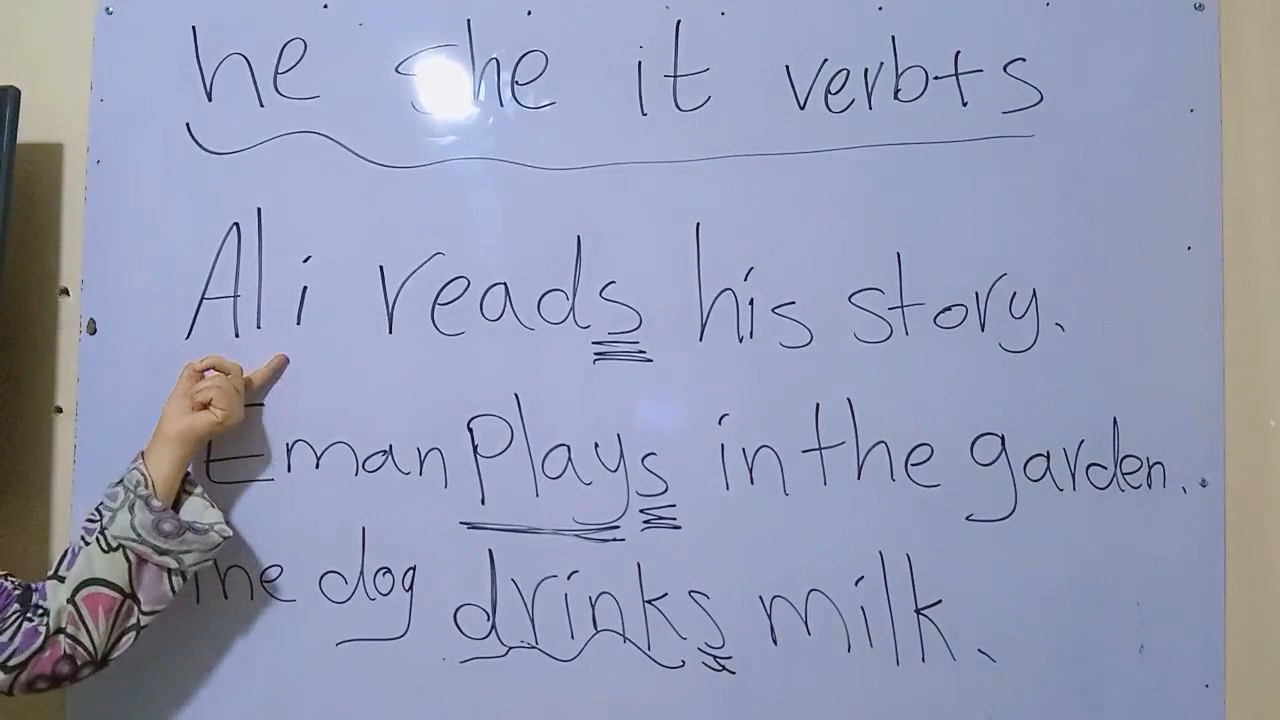 he she it verb+s
Ali reads his story.
Eman plays in the garden.
The dog drinks milk.